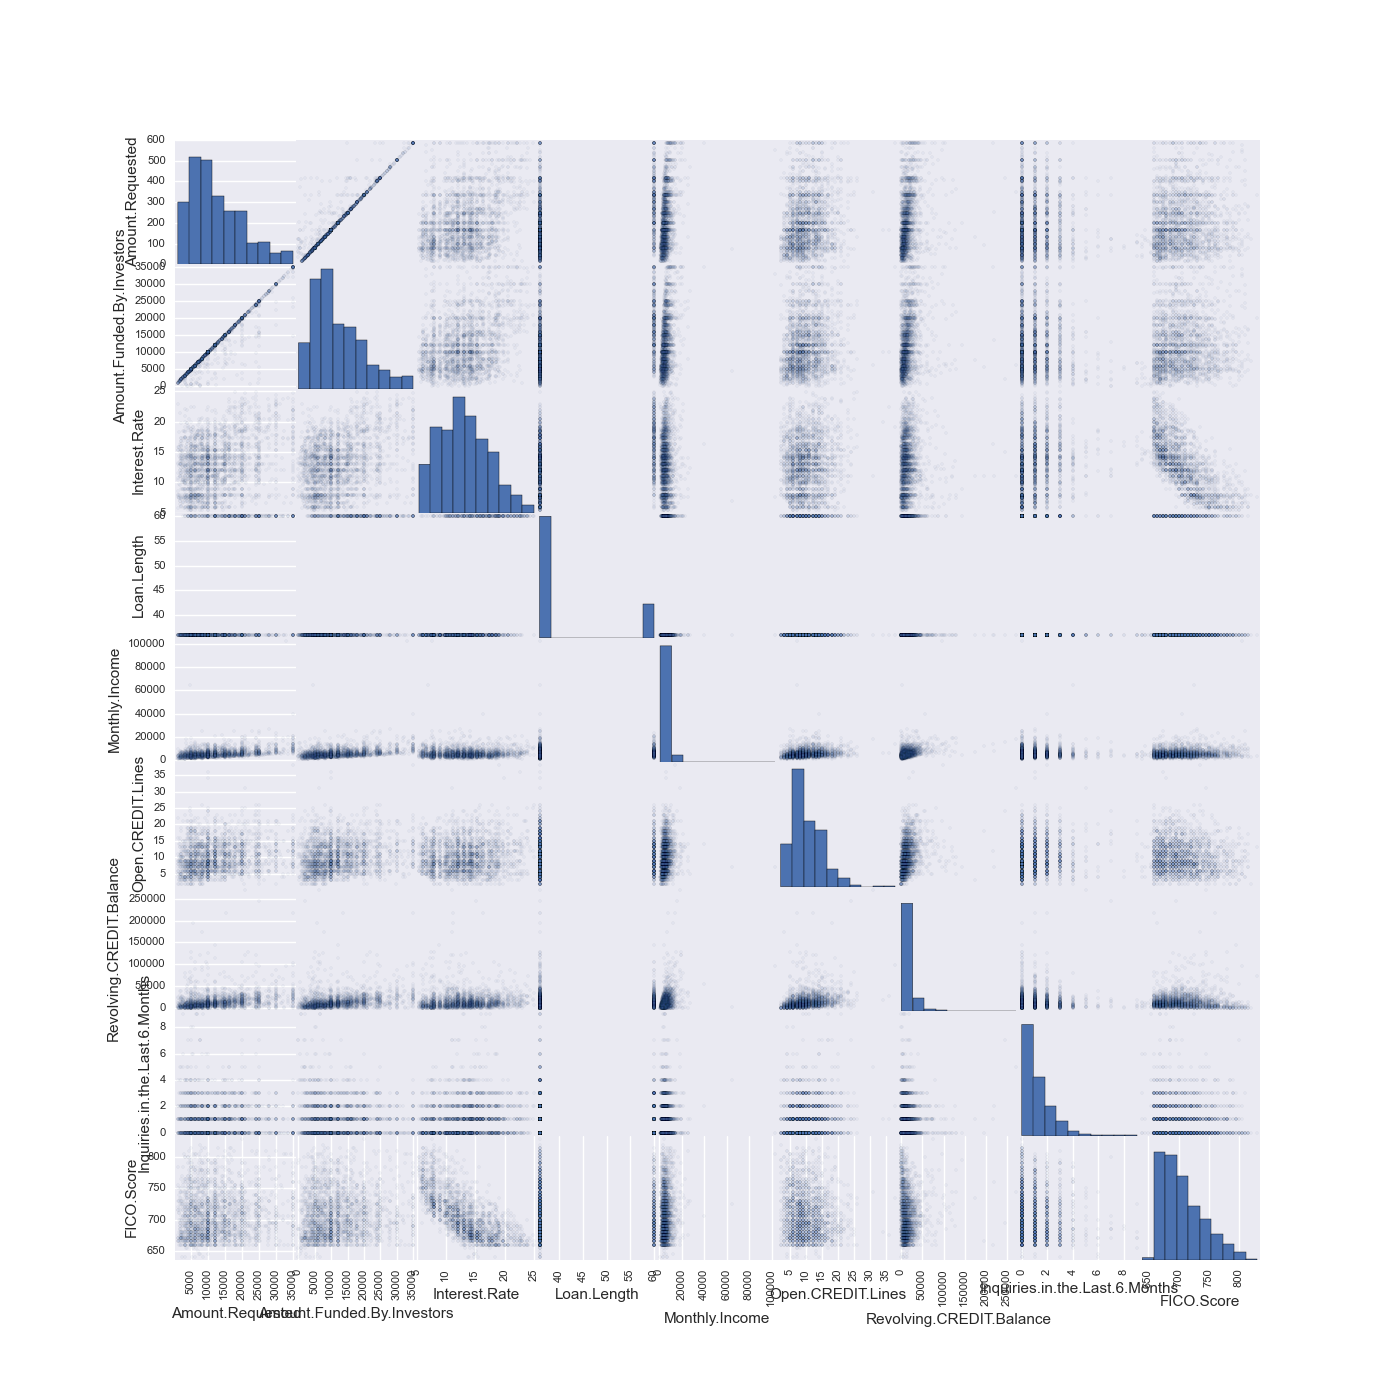 Amount.Requested
600
500
400
300
200
100
0
Amount.Funded.By.Investors
35000
30000
25000
20000
15000
10000
5000
0
Interest.Rate
25
20
15
10
5
Loan.Length
60
55
50
45
40
Monthly.Income
100000
80000
60000
40000
20000
0
Open.CREDIT.Lines
35
30
25
20
15
10
5
Revolving.CREDIT.Balance
250000
200000
150000
100000
50000
0
Inquiries.in.the.Last.6.Months
8
6
4
2
0
FICO.Score
800
750
700
650
5000 10000 15000 20000 25000 30000 35000
0 5000 10000 15000 20000 25000 30000 35000
5 10 15 20 25
40 45 50 55 60
0 20000 40000 60000 80000 100000
5 10 15 20 25 30 35
0 50000 100000 150000 200000 250000
0 2 4 6 8
650 700 750 800
Amount.Requested
Amount.Funded.By.Investors
Interest.Rate
Loan.Length
Monthly.Income
Open.CREDIT.Lines
Revolving.CREDIT.Balance
Inquiries.in.the.Last.6.Months
FICO.Score